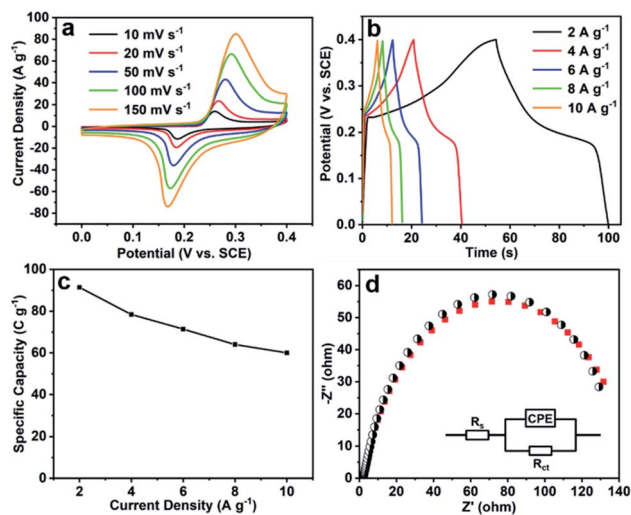 a
10 mV s⁻¹
20 mV s⁻¹
50 mV s⁻¹
100 mV s⁻¹
150 mV s⁻¹
100
80
60
40
20
0
-20
-40
-60
-80
0.0 0.1 0.2 0.3 0.4
Current Density (A g⁻¹)
Potential (V vs. SCE)
b
2 A g⁻¹
4 A g⁻¹
6 A g⁻¹
8 A g⁻¹
10 A g⁻¹
0.4
0.3
0.2
0.1
0.0
0 20 40 60 80 100
Potential (V vs. SCE)
Time (s)
c
100
80
60
40
20
0
2 4 6 8 10
Specific Capacity (C g⁻¹)
Current Density (A g⁻¹)
d
-60
-50
40
30
20
10
0
0 20 40 60 80 100 120 140
-Z'' (ohm)
Z' (ohm)
Rs
CPE
Rct